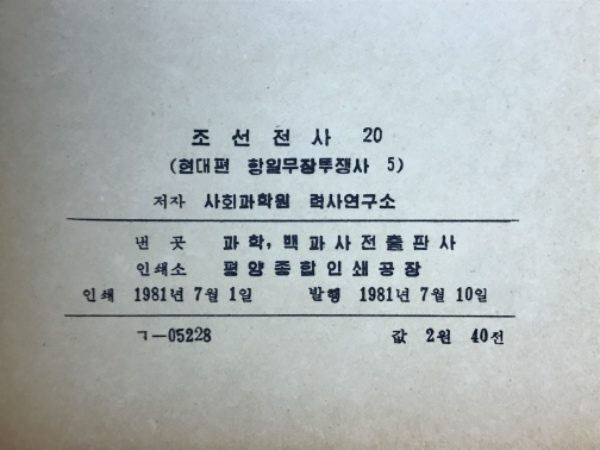 조선전사 20
(현대편 항일무장투쟁사 5)
저자 사회과학원 력사연구소
낸 곳 과학, 백과사전출판사
인쇄소 평양종합인쇄공장
인쇄 1981년 7월 1일 발행 1981년 7월 10일
ㄱ—05228 값 2원 40전